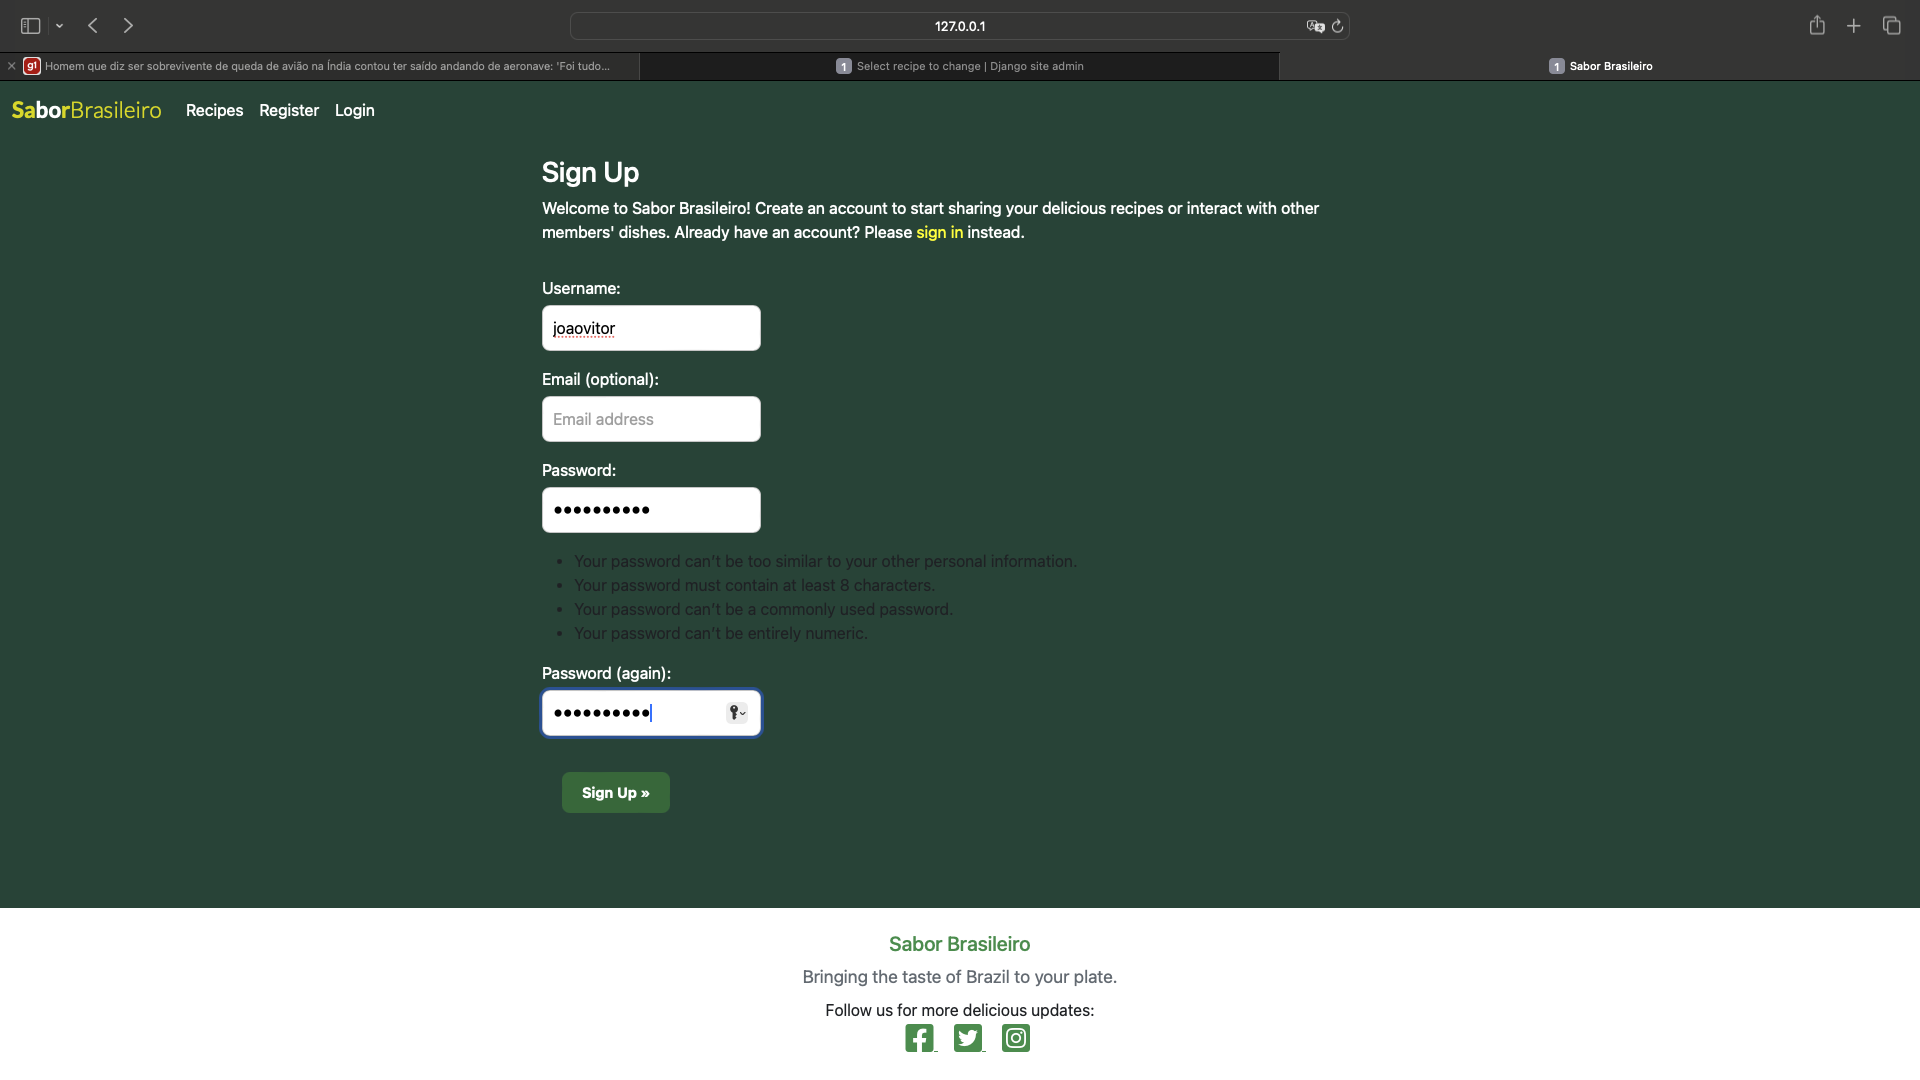 127.0.0.1
g1 Homem que diz ser sobrevivente de queda de avião na Índia contou ter saído andando de aeronave: 'Foi tudo...
1 Select recipe to change | Django site admin
1 Sabor Brasileiro
SaborBrasileiro Recipes Register Login
Sign Up
Welcome to Sabor Brasileiro! Create an account to start sharing your delicious recipes or interact with other
members' dishes. Already have an account? Please sign in instead.
Username:
joaovitor
Email (optional):
Email address
Password:
••••••••••
• Your password can't be too similar to your other personal information.
• Your password must contain at least 8 characters.
• Your password can't be a commonly used password.
• Your password can't be entirely numeric.
Password (again):
••••••••••
Sign Up »
Sabor Brasileiro
Bringing the taste of Brazil to your plate.
Follow us for more delicious updates: